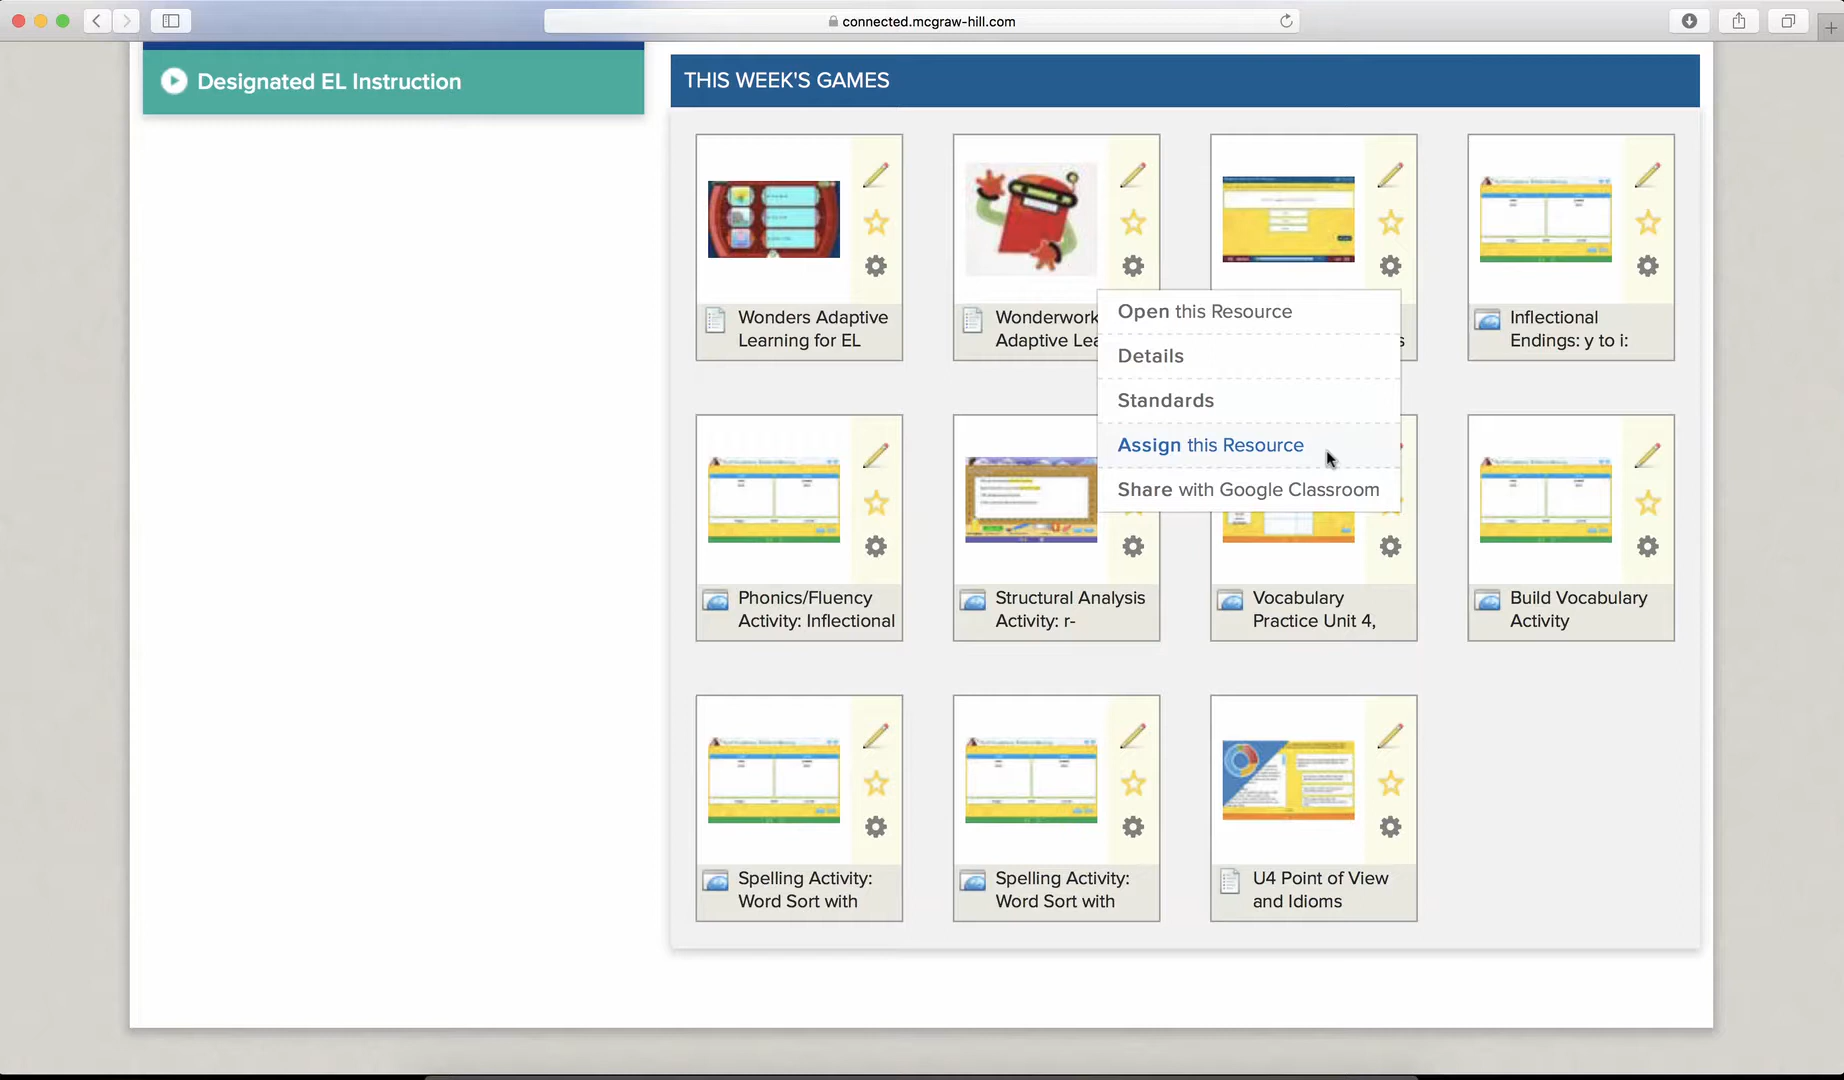 connected.mcgraw-hill.com
Designated EL Instruction
THIS WEEK'S GAMES
Wonders Adaptive
Learning for EL
Wonderwork
Adaptive Lea
s
Inflectional
Endings: y to i:
Open this Resource
Details
Standards
Assign this Resource
Share with Google Classroom
Phonics/Fluency
Activity: Inflectional
Structural Analysis
Activity: r-
Vocabulary
Practice Unit 4,
Build Vocabulary
Activity
Spelling Activity:
Word Sort with
Spelling Activity:
Word Sort with
U4 Point of View
and Idioms